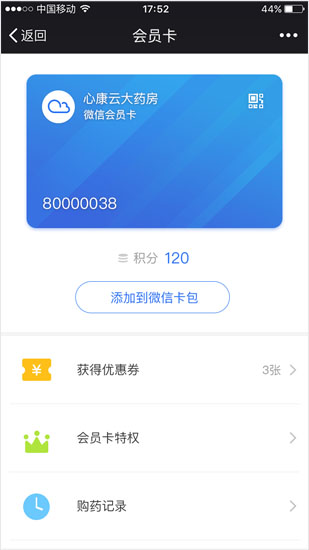 中国移动 17:52 44%
返回 会员卡
心康云大药房
微信会员卡
80000038
积分 120
添加到微信卡包
获得优惠券 3张
会员卡特权
购药记录